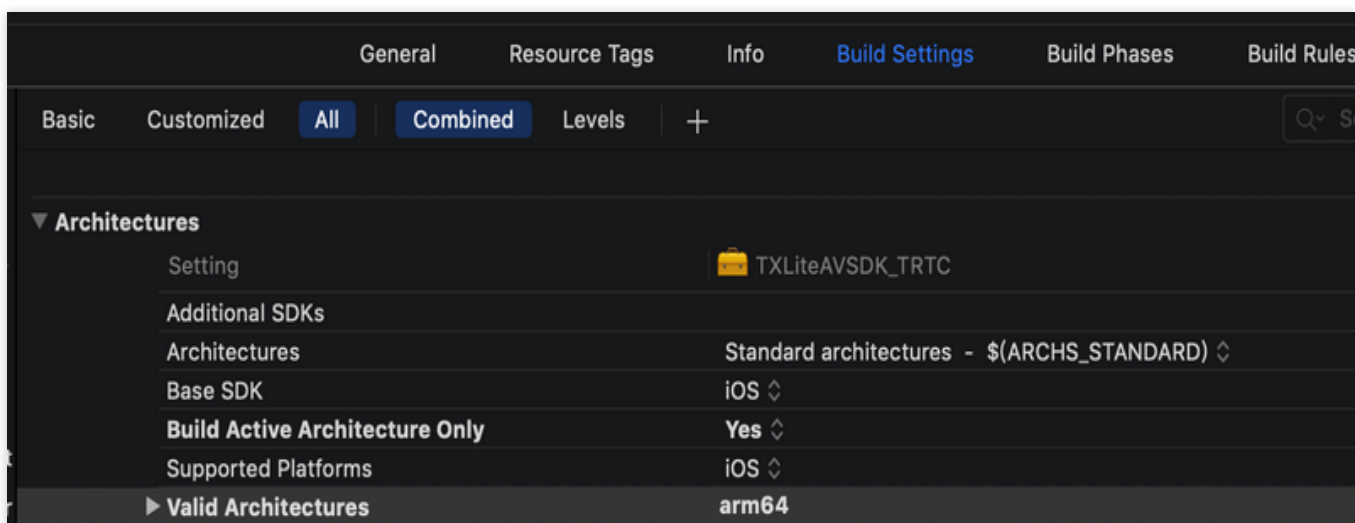 General Resource Tags Info Build Settings Build Phases Build Rules
Basic Customized All Combined Levels +
Architectures
Setting TXLiteAVSDK_TRTC
Additional SDKs
Architectures Standard architectures - $(ARCHS_STANDARD)
Base SDK iOS
Build Active Architecture Only Yes
Supported Platforms iOS
Valid Architectures arm64